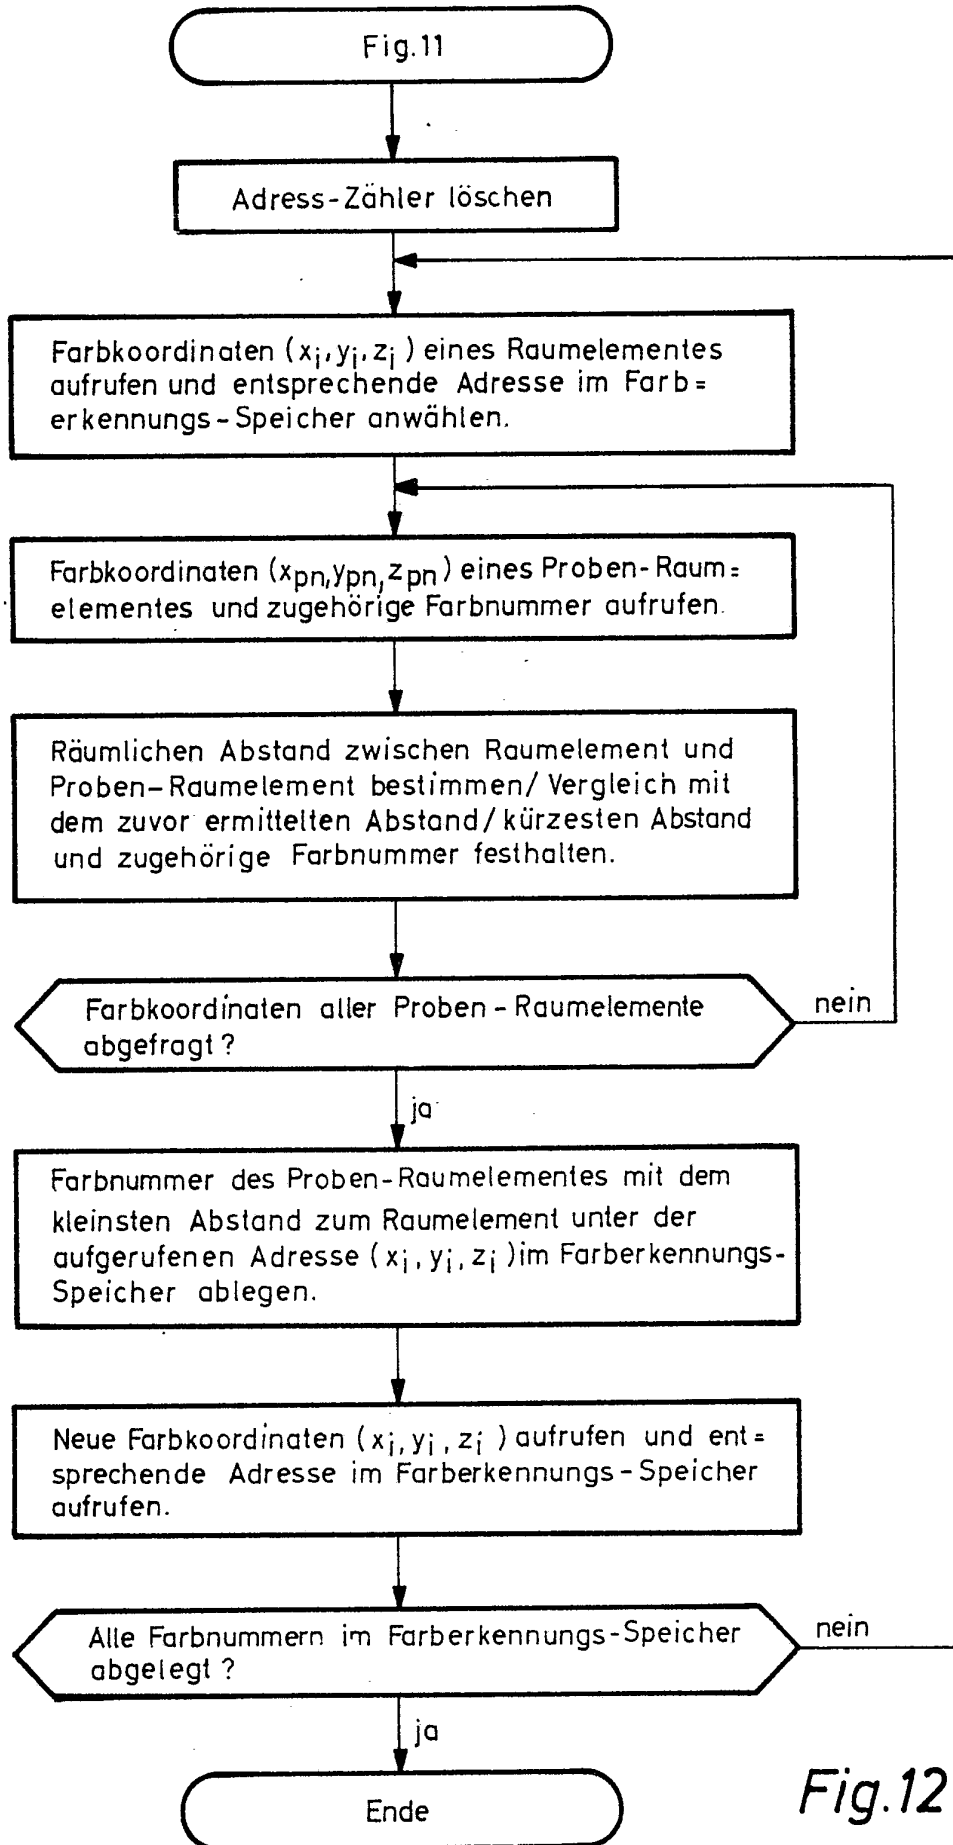 Fig.11
Adress-Zähler löschen
Farbkoordinaten (xi,yi,zi) eines Raumelementes
aufrufen und entsprechende Adresse im Farb=
erkennungs-Speicher anwählen.
Farbkoordinaten (xpn,ypn,zpn) eines Proben-Raum=
elementes und zugehörige Farbnummer aufrufen.
Räumlichen Abstand zwischen Raumelement und
Proben-Raumelement bestimmen/Vergleich mit
dem zuvor ermittelten Abstand/kürzesten Abstand
und zugehörige Farbnummer festhalten.
Farbkoordinaten aller Proben-Raumelemente
abgefragt?
nein
ja
Farbnummer des Proben-Raumelementes mit dem
kleinsten Abstand zum Raumelement unter der
aufgerufenen Adresse (xi, yi, zi) im Farberkennungs-
Speicher ablegen.
Neue Farbkoordinaten (xi, yi, zi) aufrufen und ent=
sprechende Adresse im Farberkennungs-Speicher
aufrufen.
Alle Farbnummern im Farberkennungs-Speicher
abgelegt?
nein
ja
Ende
Fig.12